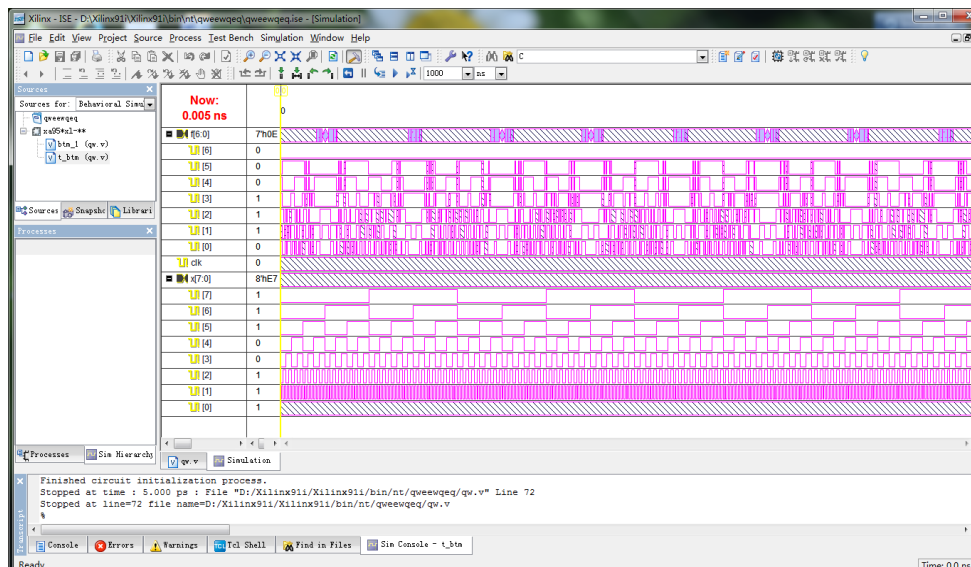 Xilinx - ISE - D:\Xilinx91i\Xilinx91i\bin\nt\qweewqeq\qweewqeq.ise - [Simulation]
File Edit View Project Source Process Test Bench Simulation Window Help
C
1000 ns
Sources
Sources for: Behavioral Simu
qweewqeq
xa95*xl-**
btm_1 (qw.v)
t_btm (qw.v)
Sources Snapshc Librari
Processes
Processes Sim Hierarchy
Now:
0.005 ns
0
f[6:0] 7'h0E
[6] 0
[5] 0
[4] 0
[3] 1
[2] 1
[1] 1
[0] 0
clk 0
x[7:0] 8'hE7
[7] 1
[6] 1
[5] 1
[4] 0
[3] 0
[2] 1
[1] 1
[0] 1
qw.v Simulation
Finished circuit initialization process.
Stopped at time : 5.000 ps : File "D:/Xilinx91i/Xilinx91i/bin/nt/qweewqeq/qw.v" Line 72
Stopped at line=72 file name=D:/Xilinx91i/Xilinx91i/bin/nt/qweewqeq/qw.v
%
Transcript
Console Errors Warnings Tcl Shell Find in Files Sim Console - t_btm
Ready
Time: 0.0 ns